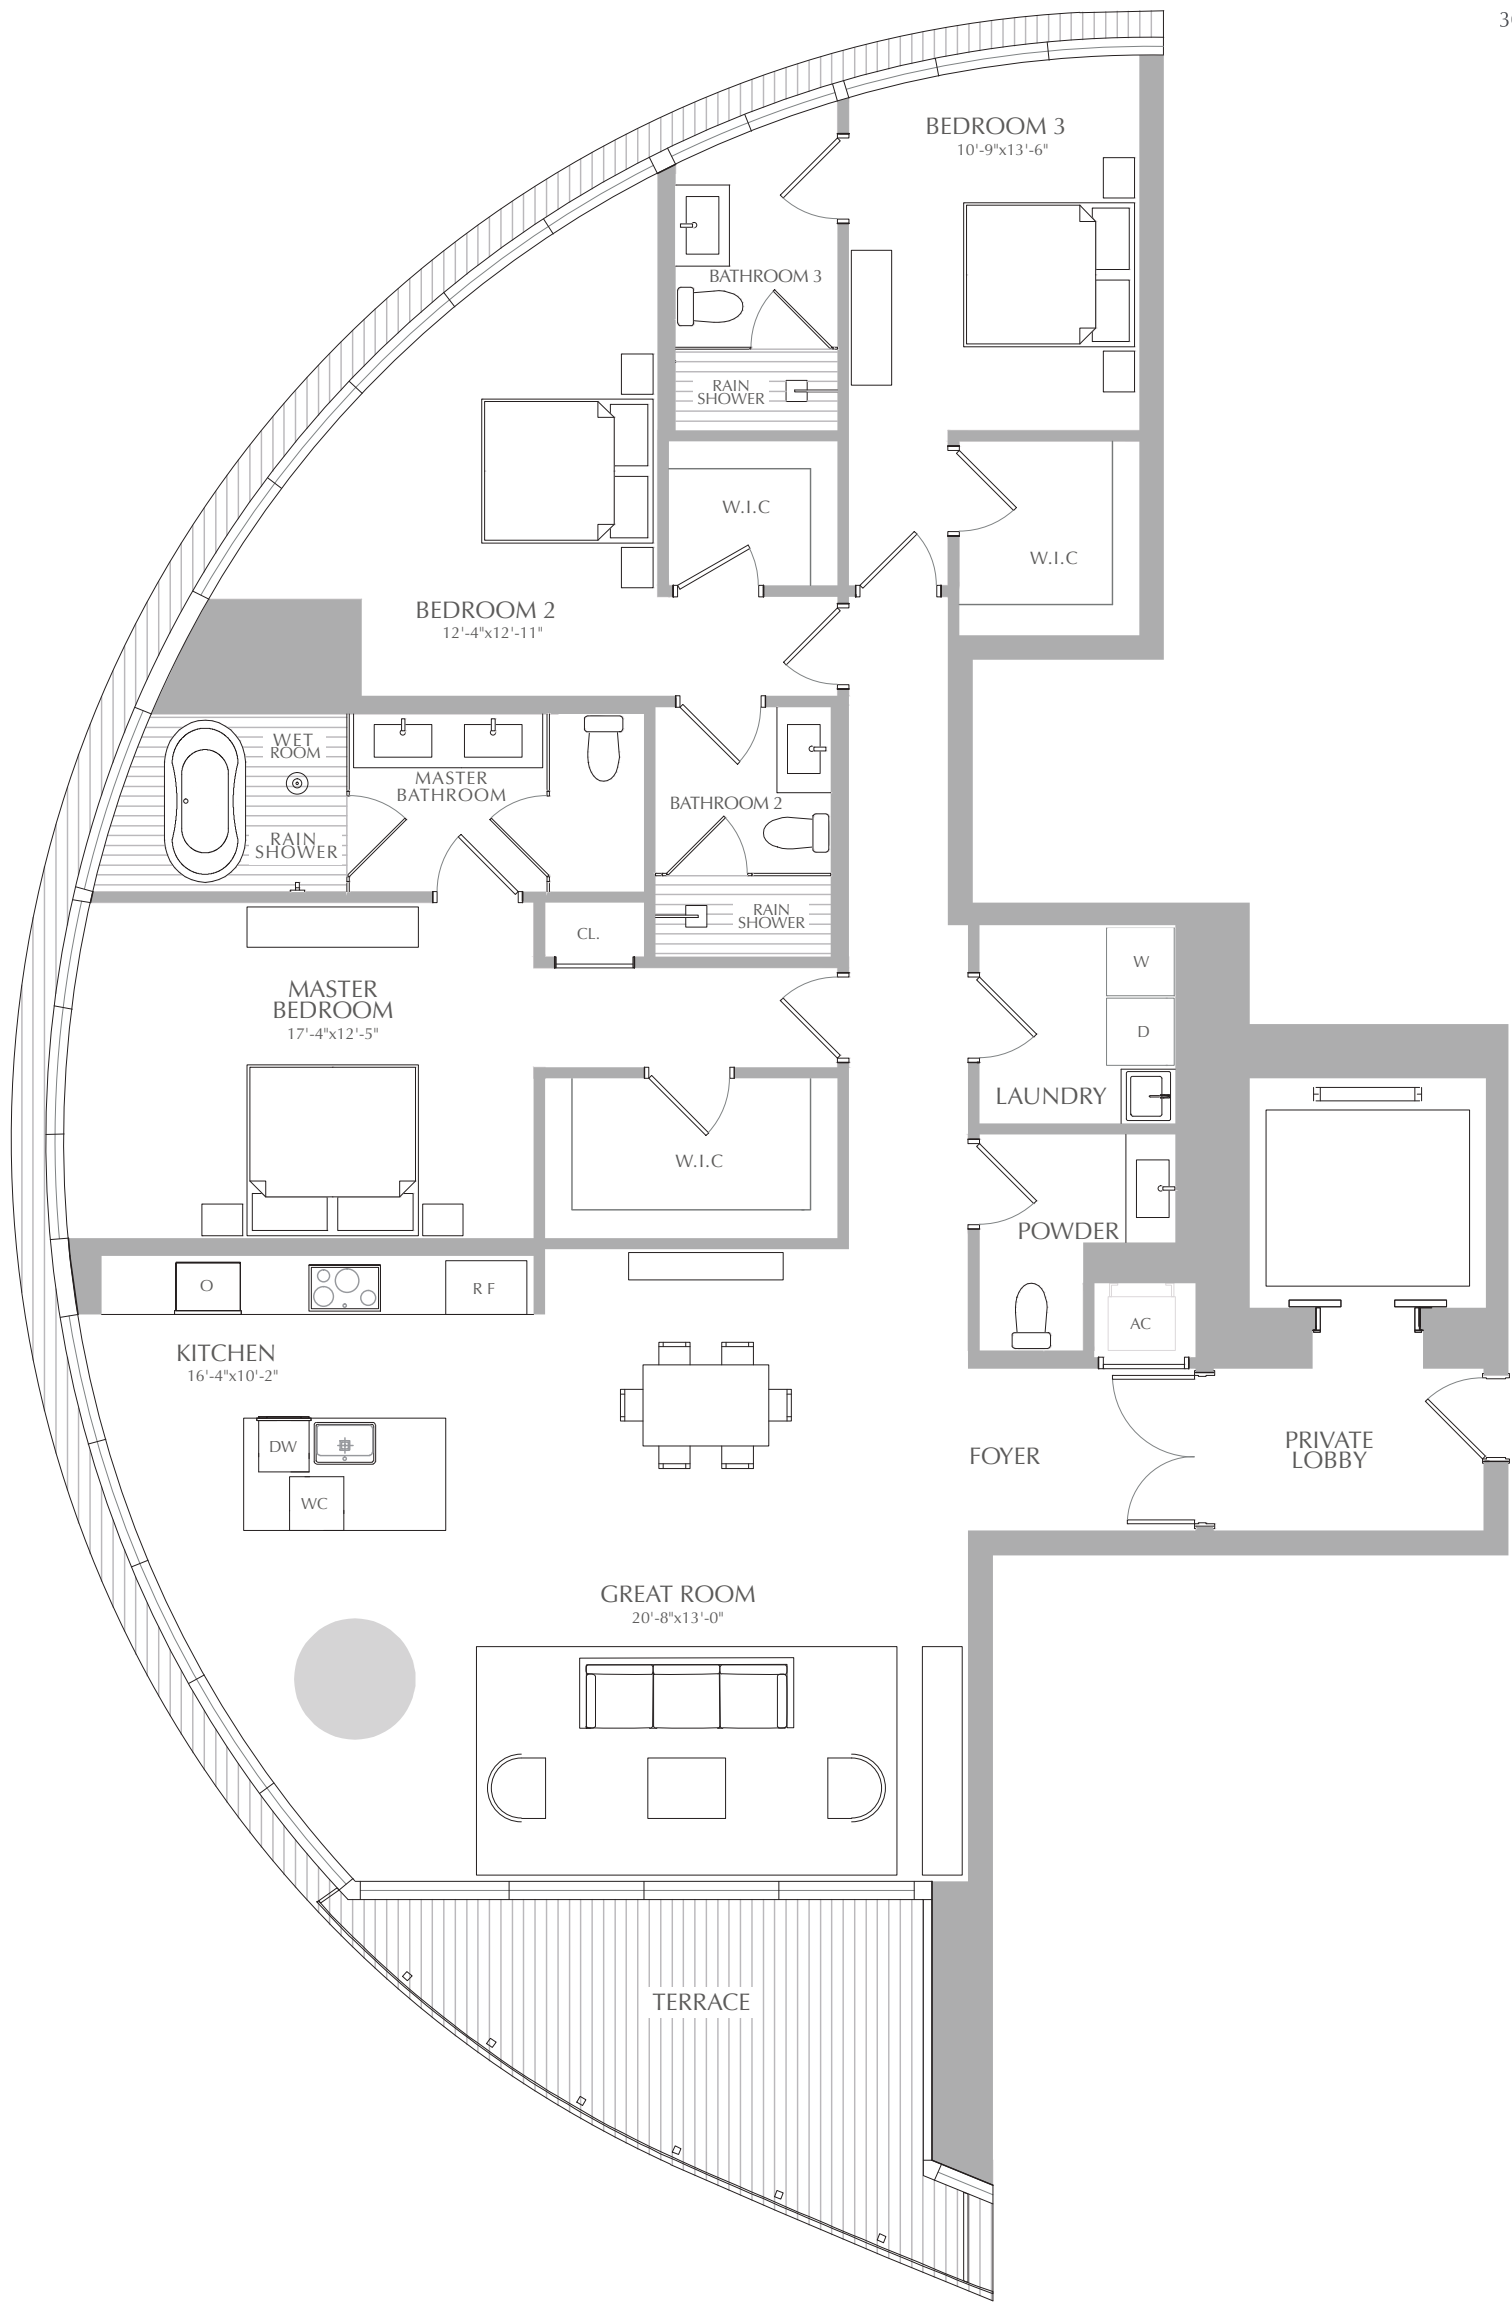 BEDROOM 3
10'-9"x13'-6"
BATHROOM 3
RAIN
SHOWER
W.I.C
W.I.C
BEDROOM 2
12'-4"x12'-11"
WET
ROOM
MASTER
BATHROOM
BATHROOM 2
RAIN
SHOWER
RAIN
SHOWER
CL.
W
MASTER
BEDROOM
17'-4"x12'-5"
D
LAUNDRY
W.I.C
POWDER
O
R F
AC
KITCHEN
16'-4"x10'-2"
DW
WC
FOYER
PRIVATE
LOBBY
GREAT ROOM
20'-8"x13'-0"
TERRACE